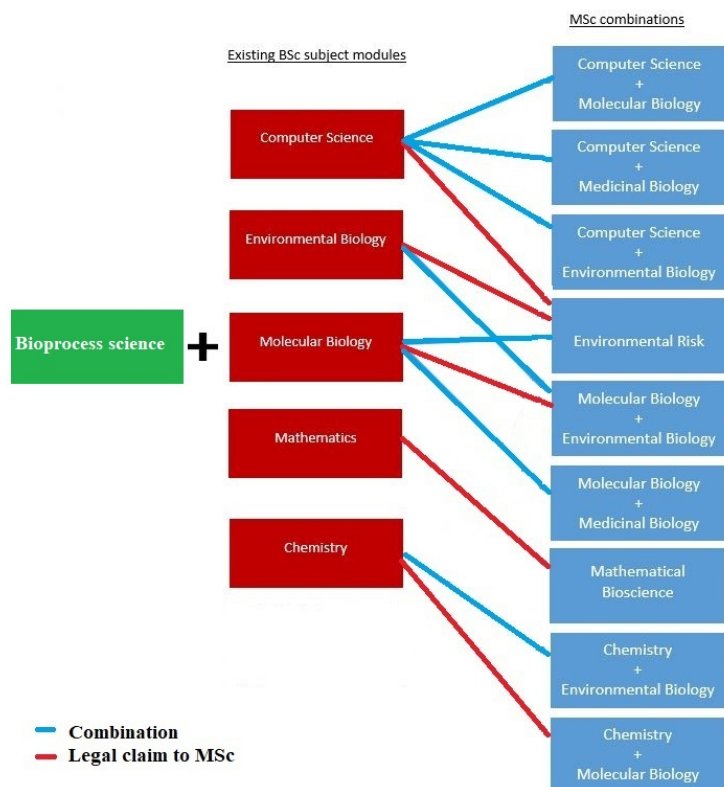 MSc combinations
Existing BSc subject modules
Bioprocess science
+
Computer Science
Environmental Biology
Molecular Biology
Mathematics
Chemistry
Computer Science
+
Molecular Biology
Computer Science
+
Medicinal Biology
Computer Science
+
Environmental Biology
Environmental Risk
Molecular Biology
+
Environmental Biology
Molecular Biology
+
Medicinal Biology
Mathematical
Bioscience
Chemistry
+
Environmental Biology
Chemistry
+
Molecular Biology
Combination
Legal claim to MSc